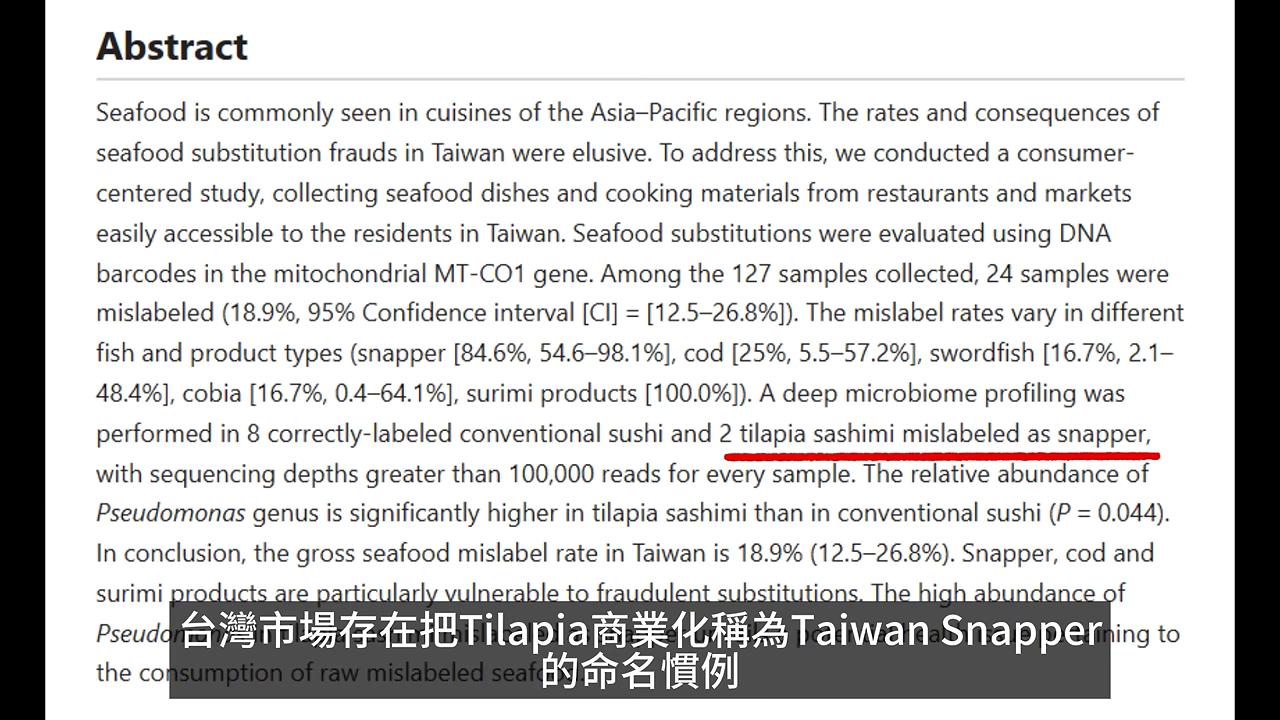 Abstract
Seafood is commonly seen in cuisines of the Asia–Pacific regions. The rates and consequences of
seafood substitution frauds in Taiwan were elusive. To address this, we conducted a consumer-
centered study, collecting seafood dishes and cooking materials from restaurants and markets
easily accessible to the residents in Taiwan. Seafood substitutions were evaluated using DNA
barcodes in the mitochondrial MT-CO1 gene. Among the 127 samples collected, 24 samples were
mislabeled (18.9%, 95% Confidence interval [CI] = [12.5–26.8%]). The mislabel rates vary in different
fish and product types (snapper [84.6%, 54.6–98.1%], cod [25%, 5.5–57.2%], swordfish [16.7%, 2.1–
48.4%], cobia [16.7%, 0.4–64.1%], surimi products [100.0%]). A deep microbiome profiling was
performed in 8 correctly-labeled conventional sushi and 2 tilapia sashimi mislabeled as snapper,
with sequencing depths greater than 100,000 reads for every sample. The relative abundance of
Pseudomonas genus is significantly higher in tilapia sashimi than in conventional sushi (P = 0.044).
In conclusion, the gross seafood mislabel rate in Taiwan is 18.9% (12.5–26.8%). Snapper, cod and
surimi products are particularly vulnerable to fraudulent substitutions. The high abundance of
to
the consumption of raw mislabeled
台灣市場存在把Tilapia商業化稱為Taiwan Snapper
的命名慣例